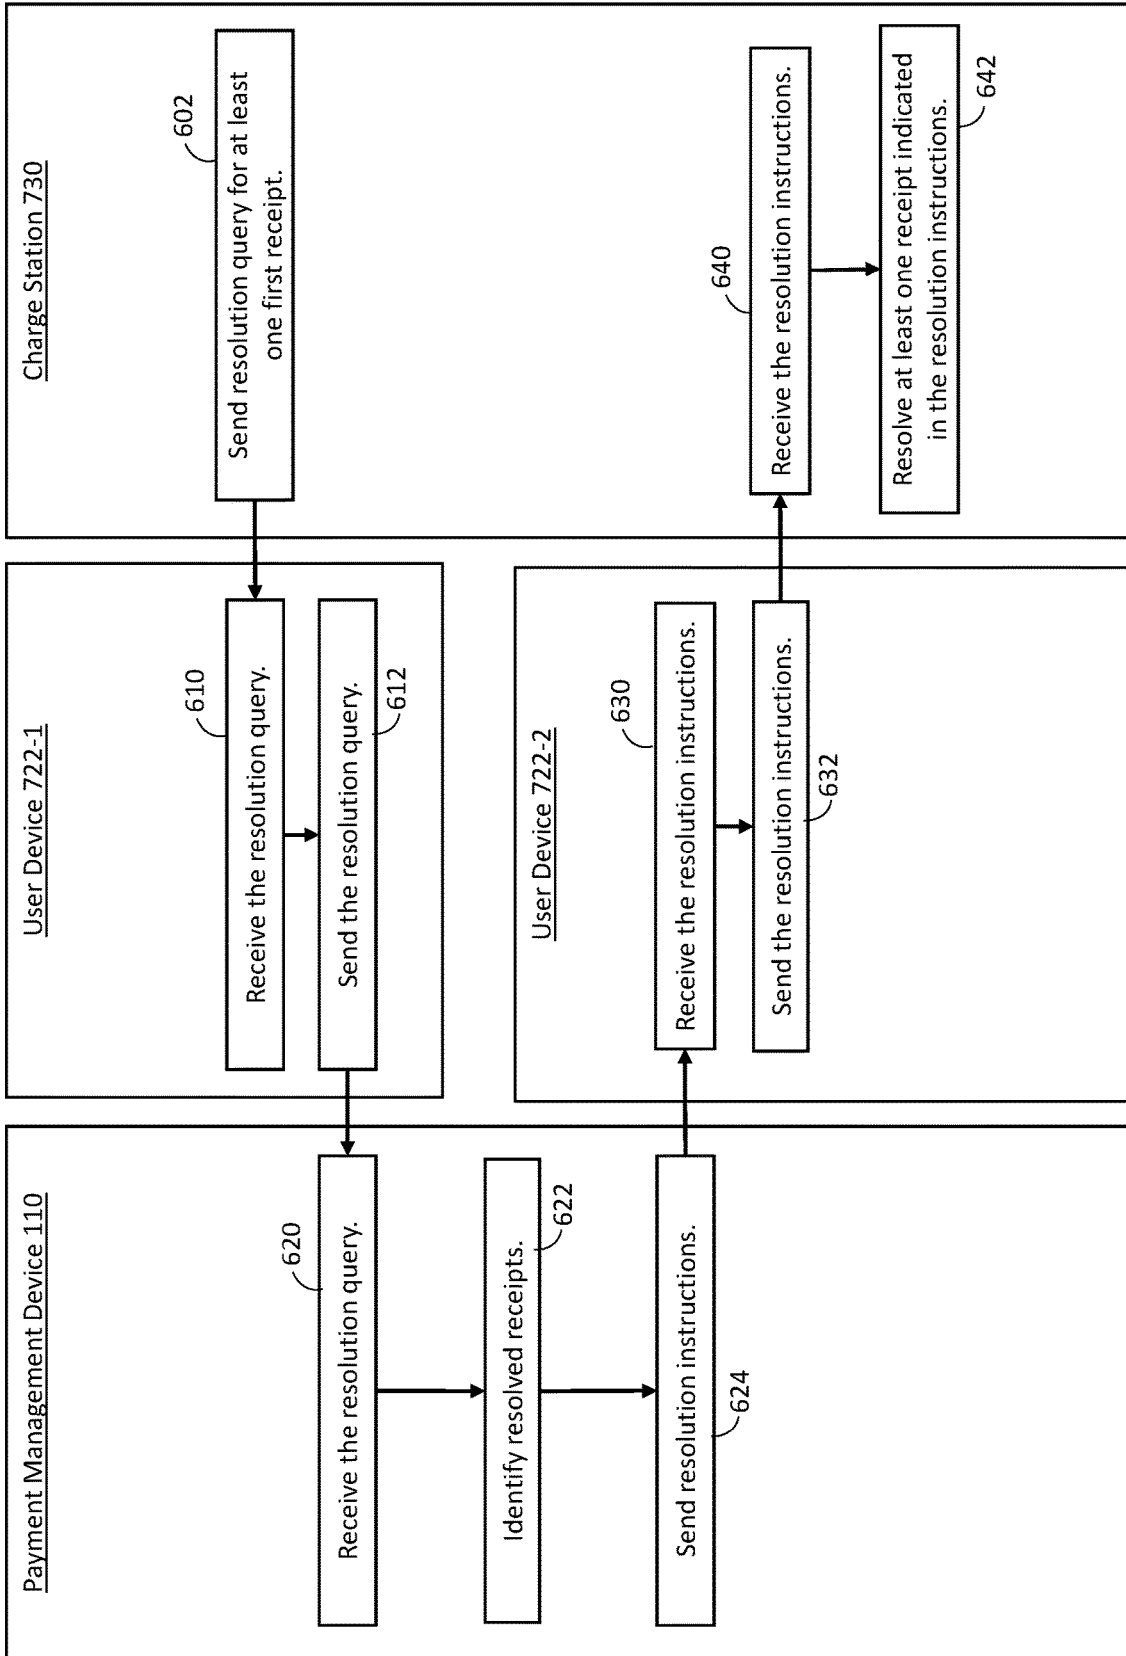 Payment Management Device 110
620
Receive the resolution query.
Identify resolved receipts.
622
Send resolution instructions.
624
User Device 722-1
610
Receive the resolution query.
Send the resolution query.
612
User Device 722-2
630
Receive the resolution instructions.
Send the resolution instructions.
632
Charge Station 730
602
Send resolution query for at least
one first receipt.
640
Receive the resolution instructions.
Resolve at least one receipt indicated
in the resolution instructions.
642